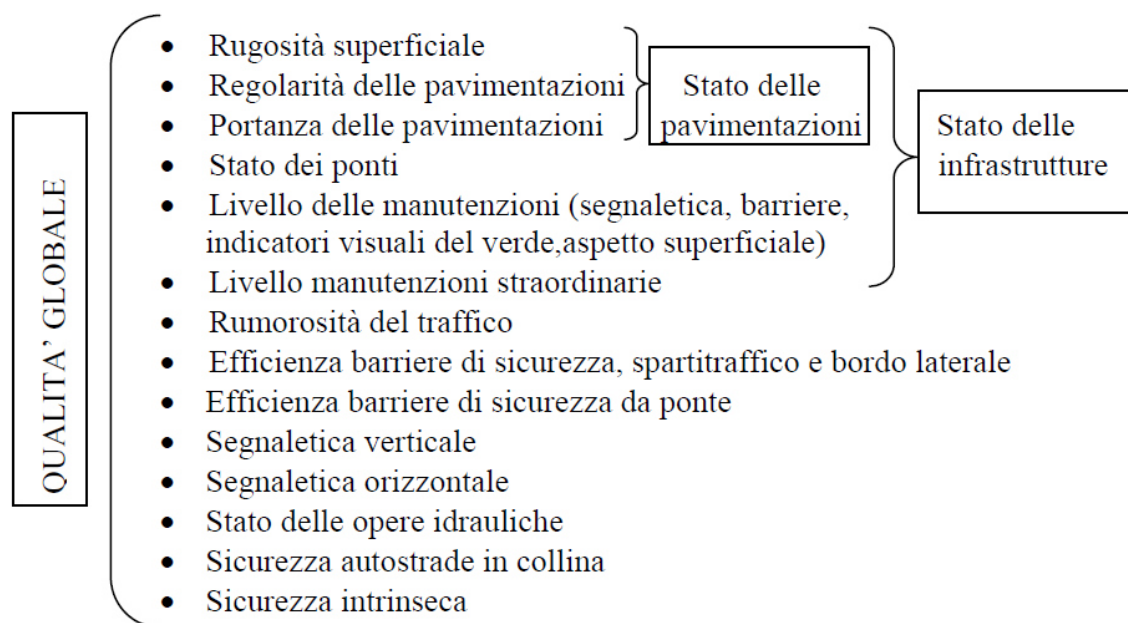 QUALITA’ GLOBALE
• Rugosità superficiale
• Regolarità delle pavimentazioni
• Portanza delle pavimentazioni
• Stato dei ponti
• Livello delle manutenzioni (segnaletica, barriere,
indicatori visuali del verde,aspetto superficiale)
• Livello manutenzioni straordinarie
• Rumorosità del traffico
• Efficienza barriere di sicurezza, spartitraffico e bordo laterale
• Efficienza barriere di sicurezza da ponte
• Segnaletica verticale
• Segnaletica orizzontale
• Stato delle opere idrauliche
• Sicurezza autostrade in collina
• Sicurezza intrinseca
Stato delle
pavimentazioni
Stato delle
infrastrutture